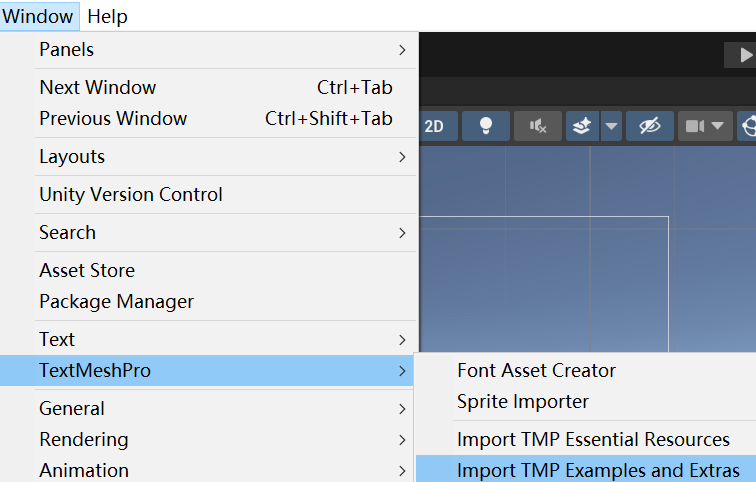 Window Help
Panels
Next Window Ctrl+Tab
Previous Window Ctrl+Shift+Tab
2D
Layouts
Unity Version Control
Search
Asset Store
Package Manager
Text
TextMeshPro
Font Asset Creator
General
Sprite Importer
Rendering
Import TMP Essential Resources
Animation
Import TMP Examples and Extras